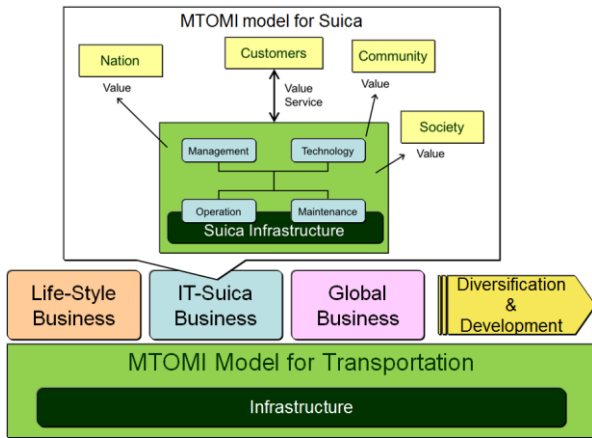 MTOMI model for Suica
Nation
Customers
Community
Value
Value
Service
Value
Society
Value
Management
Technology
Operation
Maintenance
Suica Infrastructure
Life-Style
Business
IT-Suica
Business
Global
Business
Diversification
&
Development
MTOMI Model for Transportation
Infrastructure